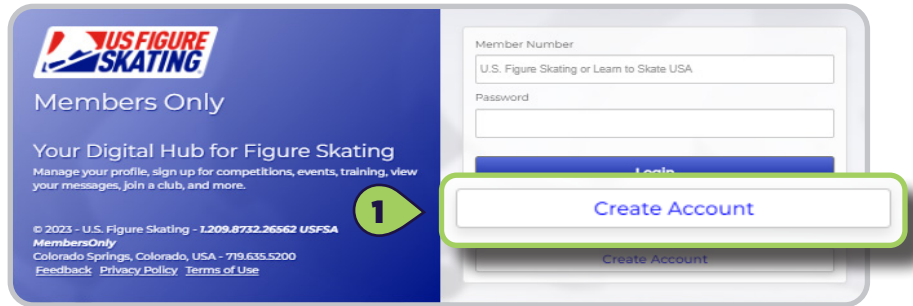 US FIGURE
SKATING
Members Only
Your Digital Hub for Figure Skating
Manage your profile, sign up for competitions, events, training, view
your messages, join a club, and more.
© 2023 - U.S. Figure Skating - 1.209.8732.26562 USFSA
MembersOnly
Colorado Springs, Colorado, USA - 719.635.5200
Feedback Privacy Policy Terms of Use
Member Number
U.S. Figure Skating or Learn to Skate USA
Password
Login
1
Create Account
Create Account